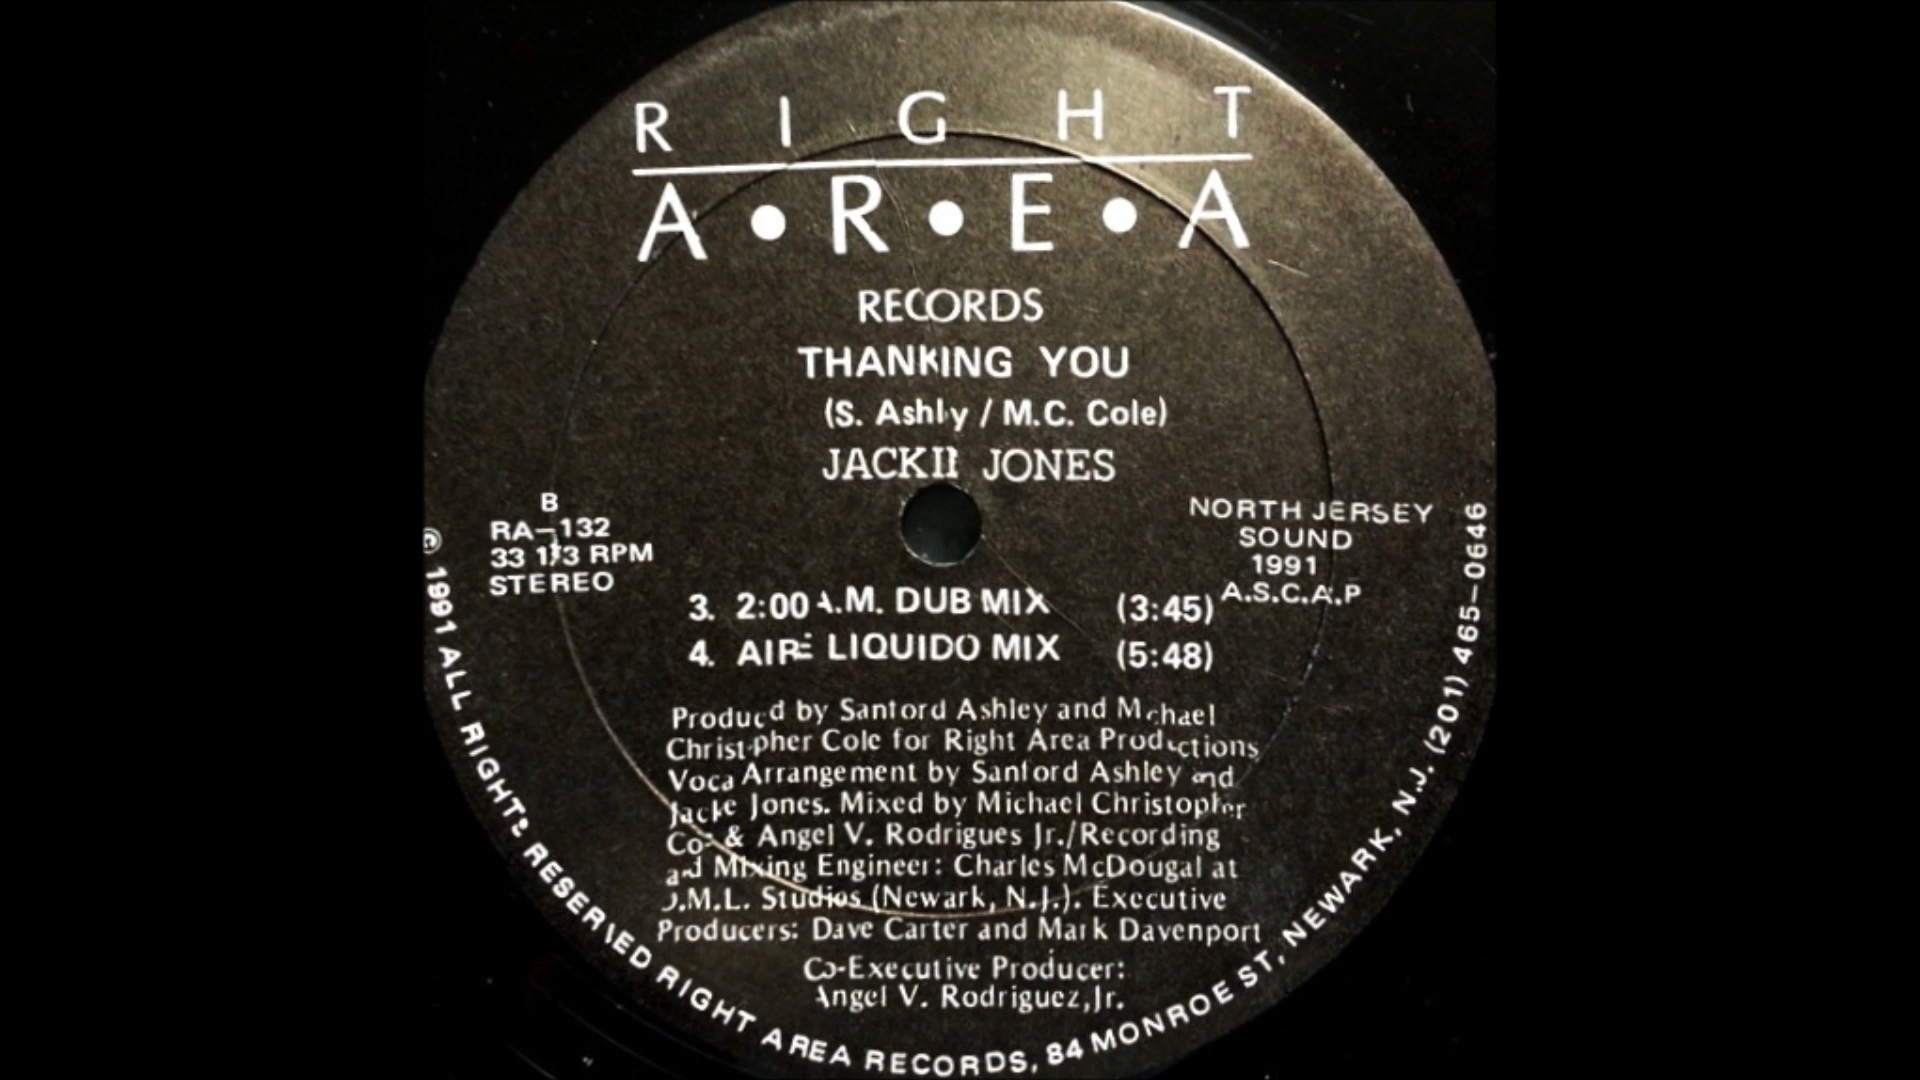 RIGHT
A•R•E•A
RECORDS
THANKING YOU
(S. Ashly / M.C. Cole)
JACKIE JONES
B
RA-132
33 1/3 RPM
STEREO
NORTH JERSEY
SOUND
1991
A.S.C.A.P
3. 2:00 A.M. DUB MIX (3:45)
4. AIRE LIQUIDO MIX (5:48)
Produced by Sanford Ashley and Michael
Christopher Cole for Right Area Productions
Vocal Arrangement by Sanford Ashley and
Jackie Jones. Mixed by Michael Christopher
Cole & Angel V. Rodrigues Jr./Recording
and Mixing Engineer: Charles McDougal at
.M.L. Studios (Newark, N.J.). Executive
Producers: Dave Carter and Mark Davenport
Co-Executive Producer:
Angel V. Rodriguez,Jr.
© 1991 ALL RIGHTS RESERVED RIGHT AREA RECORDS, 84 MONROE ST, NEWARK, N.J. (201) 465-0646